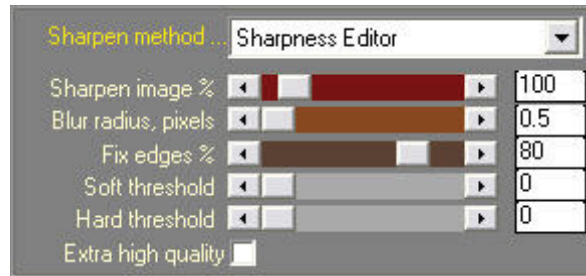 Sharpen method ... Sharpness Editor
Sharpen image % 100
Blur radius, pixels 0.5
Fix edges % 80
Soft threshold 0
Hard threshold 0
Extra high quality